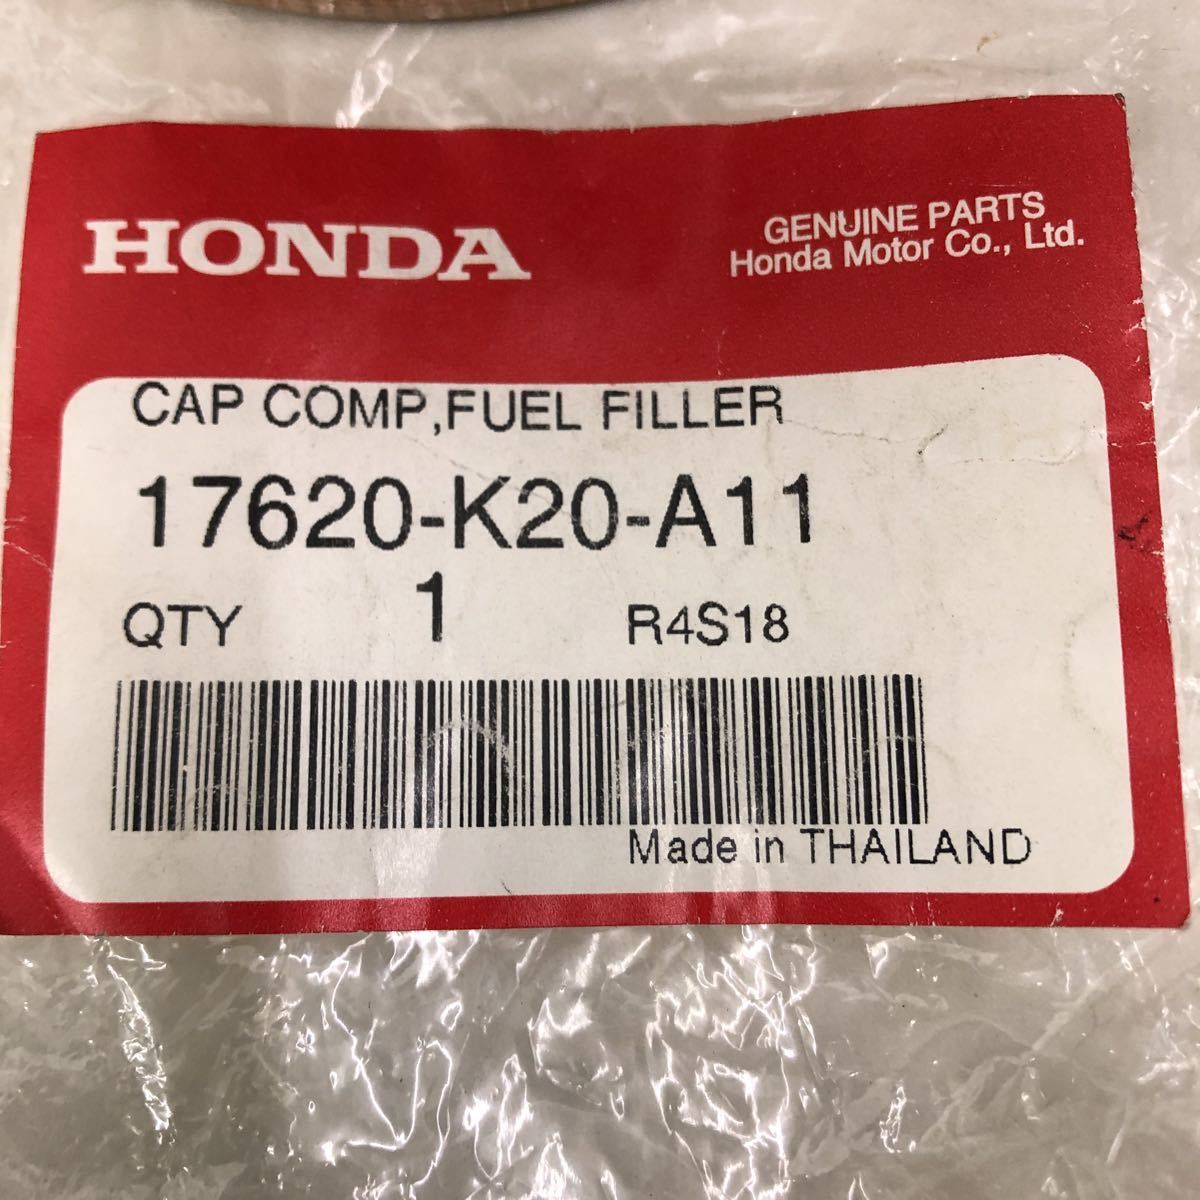 HONDA
GENUINE PARTS
Honda Motor Co., Ltd.
CAP COMP,FUEL FILLER
17620-K20-A11
QTY 1 R4S18
Made in THAILAND